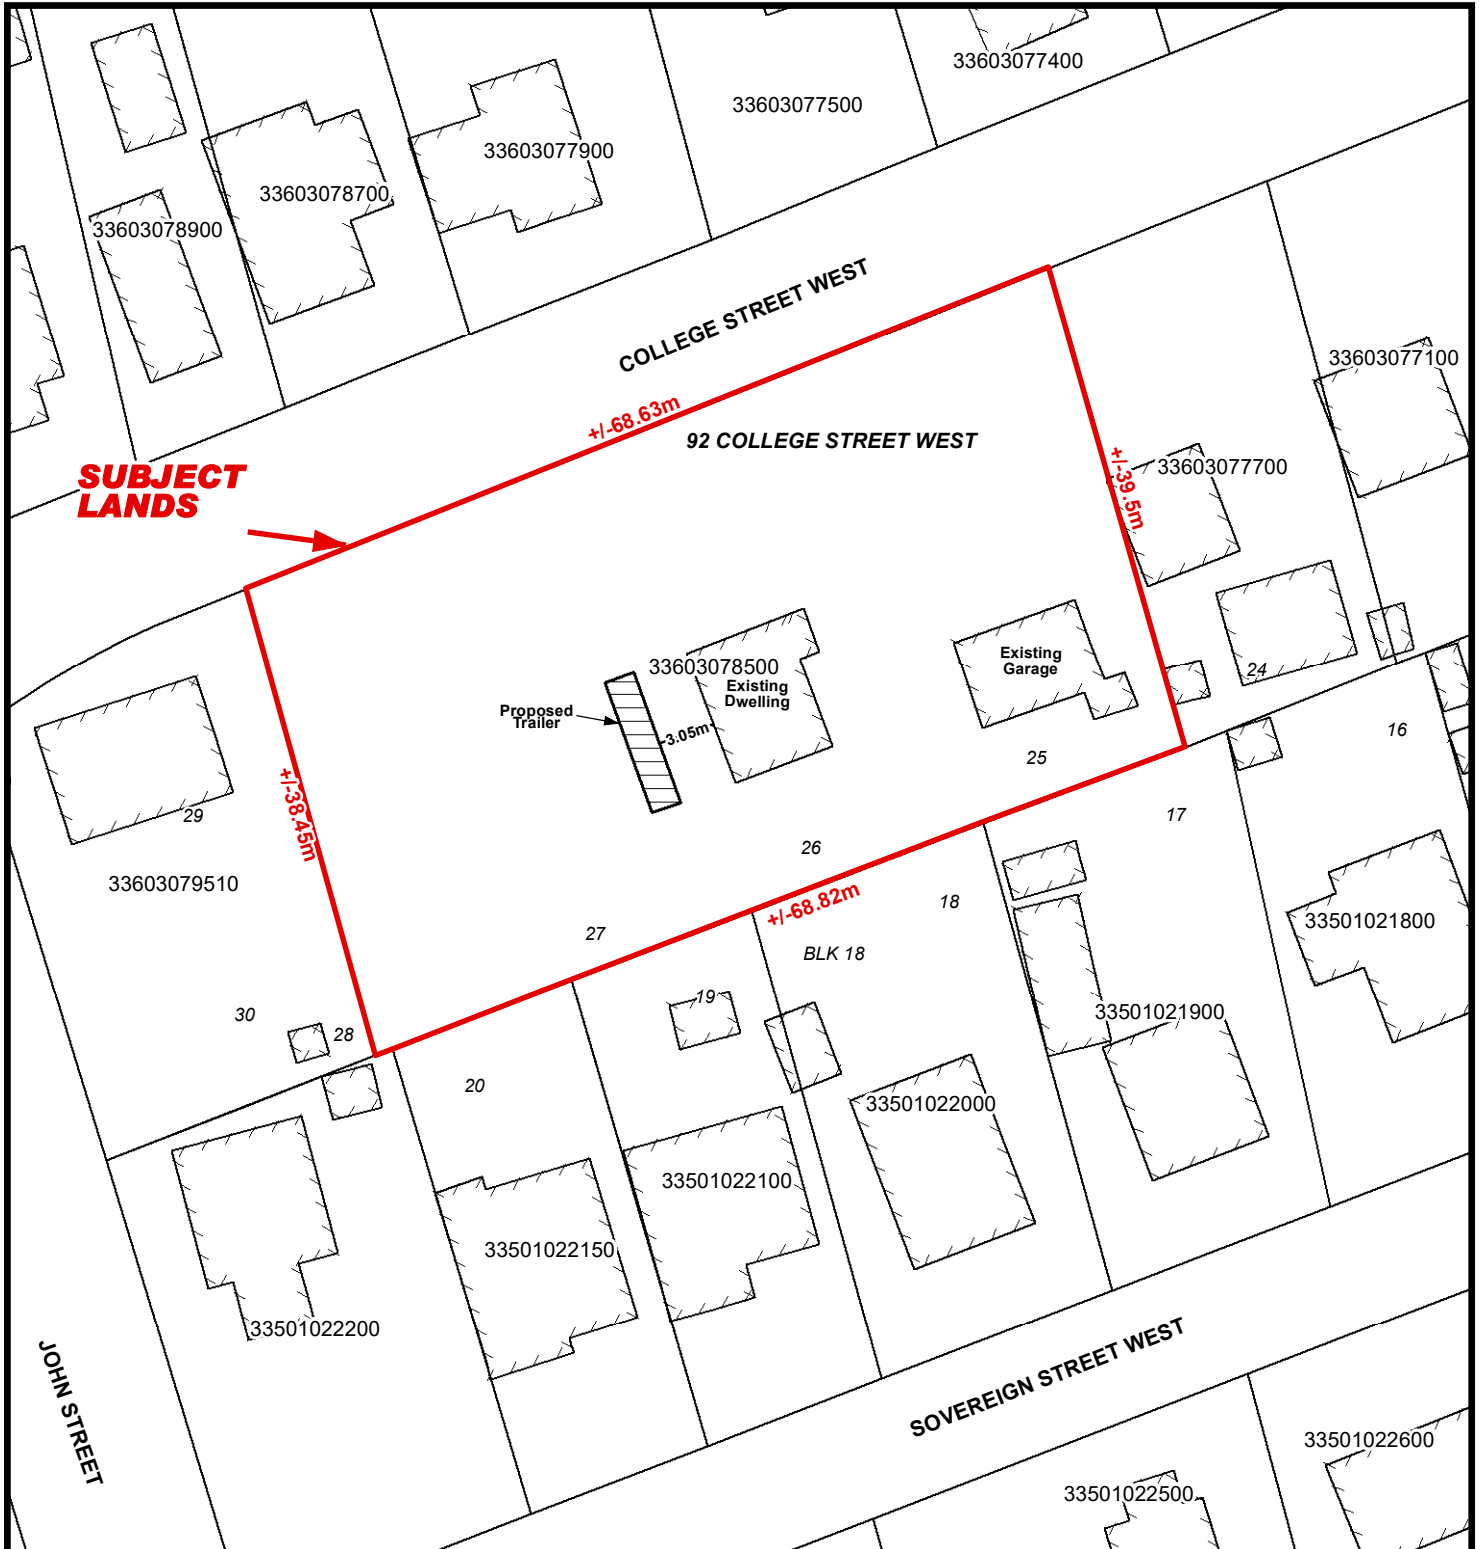 33603077400
33603077500
33603077900
33603078700
33603078900
COLLEGE STREET WEST
33603077100
+/-68.63m
92 COLLEGE STREET WEST
SUBJECT
LANDS
+/-39.5m
33603077700
33603078500
Existing
Dwelling
Existing
Garage
24
Proposed
Trailer
3.05m
16
25
29
+/-38.45m
17
26
33603079510
+/-68.82m
18
33501021800
27
BLK 18
19
30
28
33501021900
20
33501022000
33501022100
33501022150
33501022200
JOHN STREET
SOVEREIGN STREET WEST
33501022600
33501022500